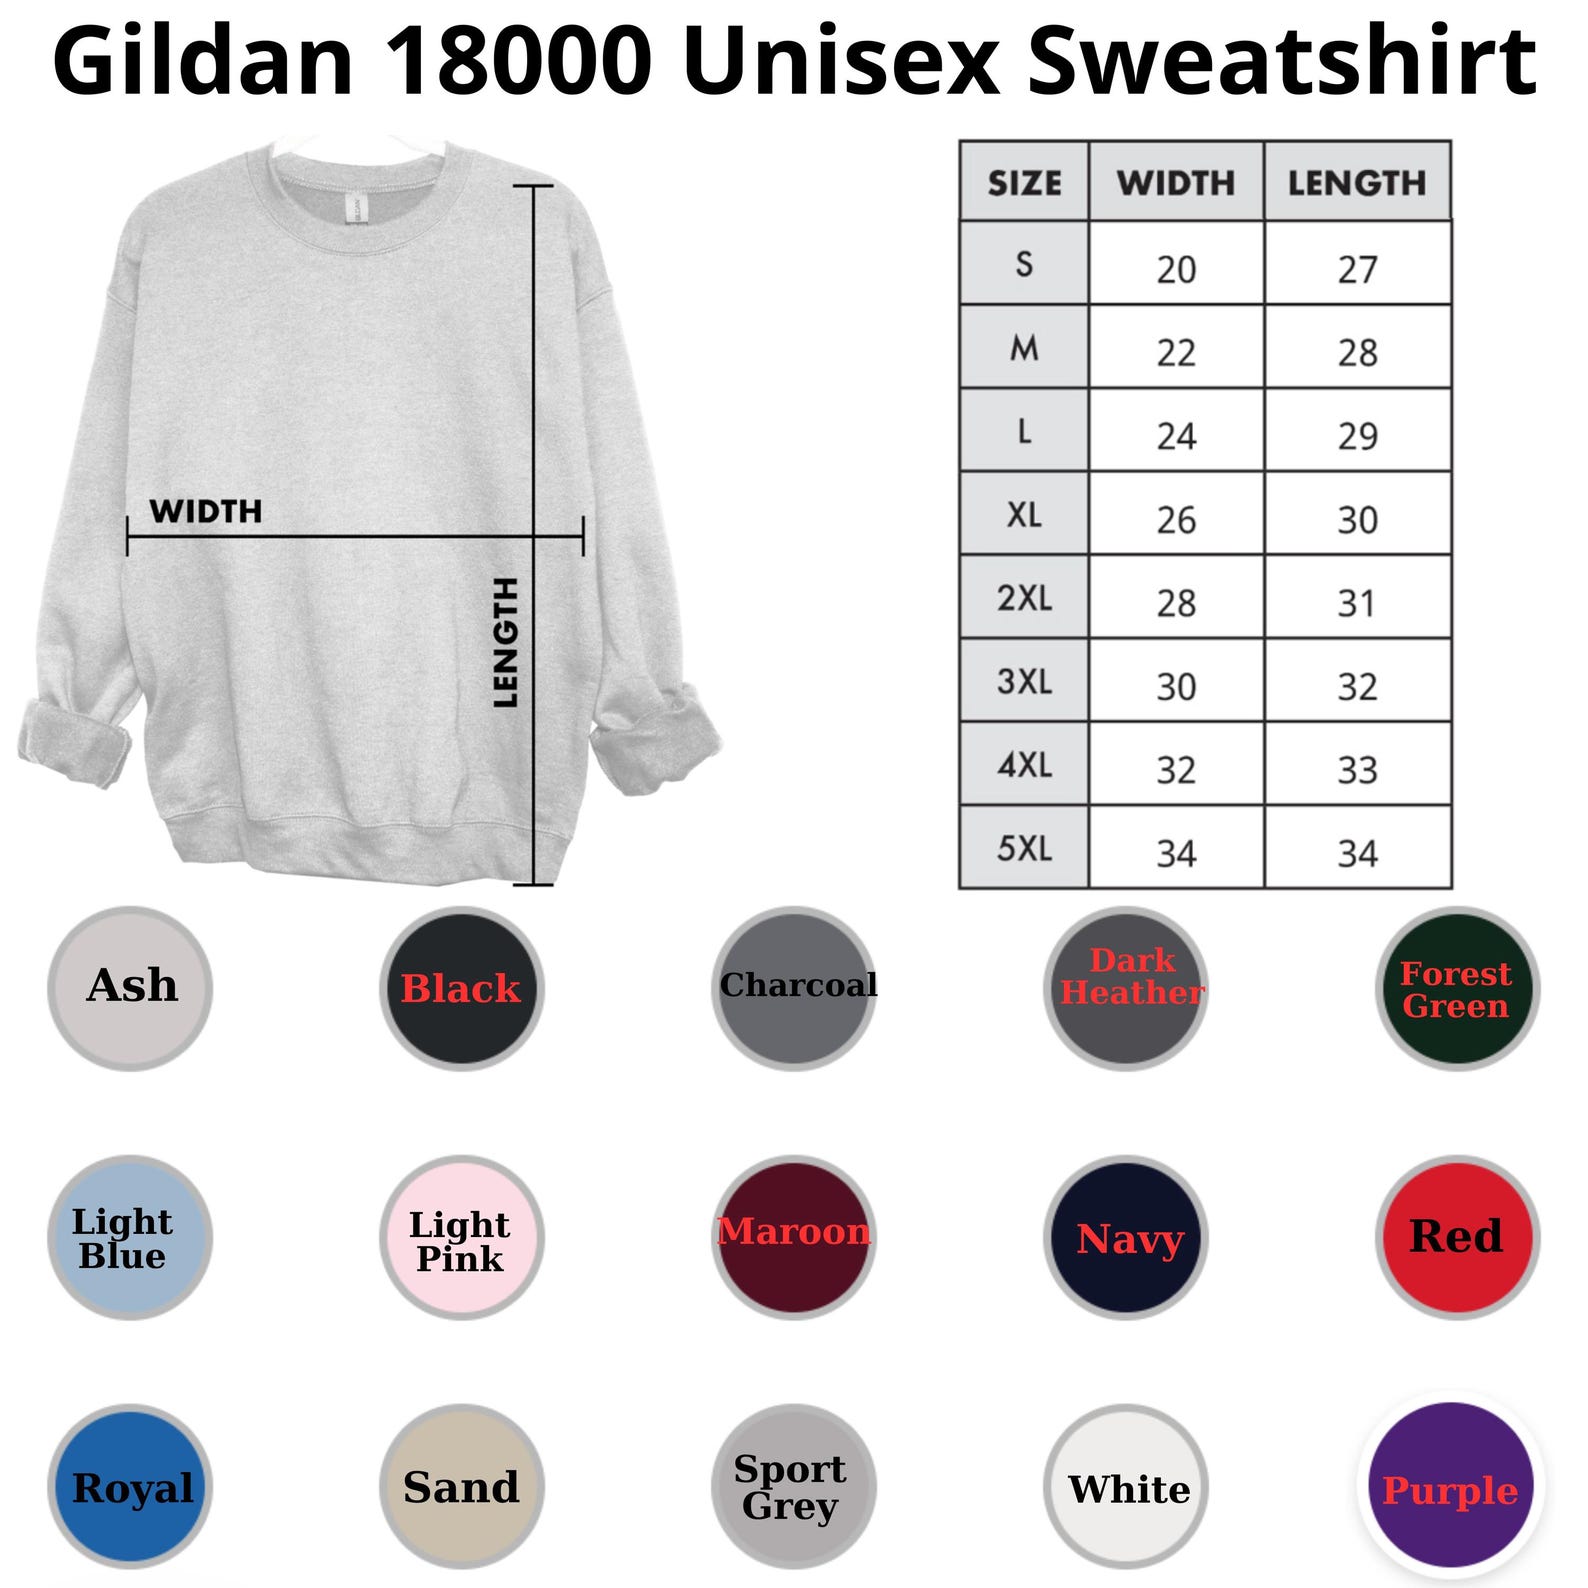 Gildan 18000 Unisex Sweatshirt
GILDAN
WIDTH
LENGTH
SIZE WIDTH LENGTH
S 20 27
M 22 28
L 24 29
XL 26 30
2XL 28 31
3XL 30 32
4XL 32 33
5XL 34 34
Ash
Black
Charcoal
Dark
Heather
Forest
Green
Light
Blue
Light
Pink
Maroon
Navy
Red
Royal
Sand
Sport
Grey
White
Purple